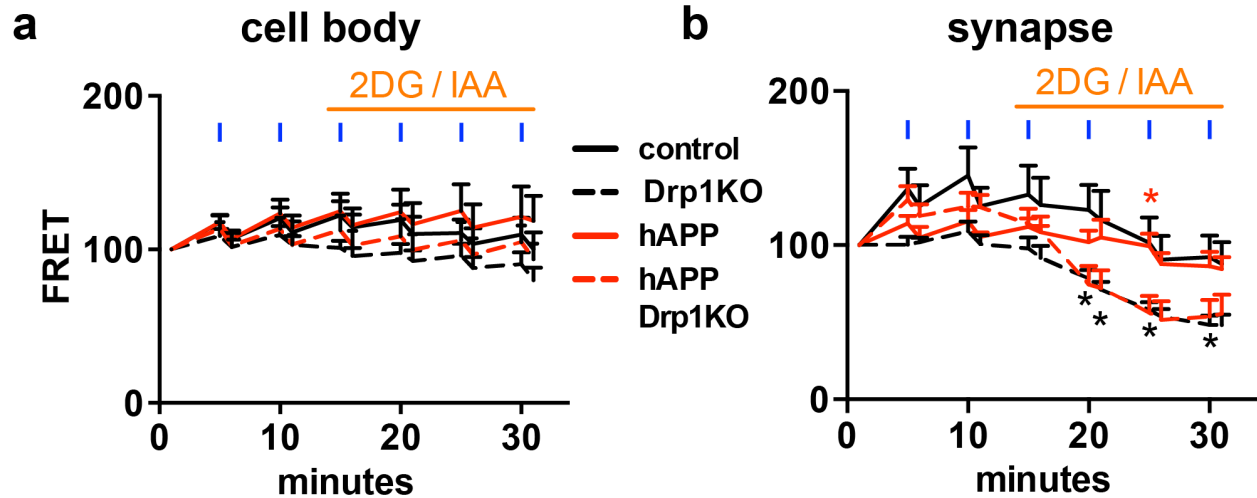 a
cell body
b
synapse
2DG / IAA
2DG / IAA
200
100
0
FRET
0
10
20
30
minutes
control
Drp1KO
hAPP
hAPP
Drp1KO
200
100
0
*
*
*
*
*
0
10
20
30
minutes